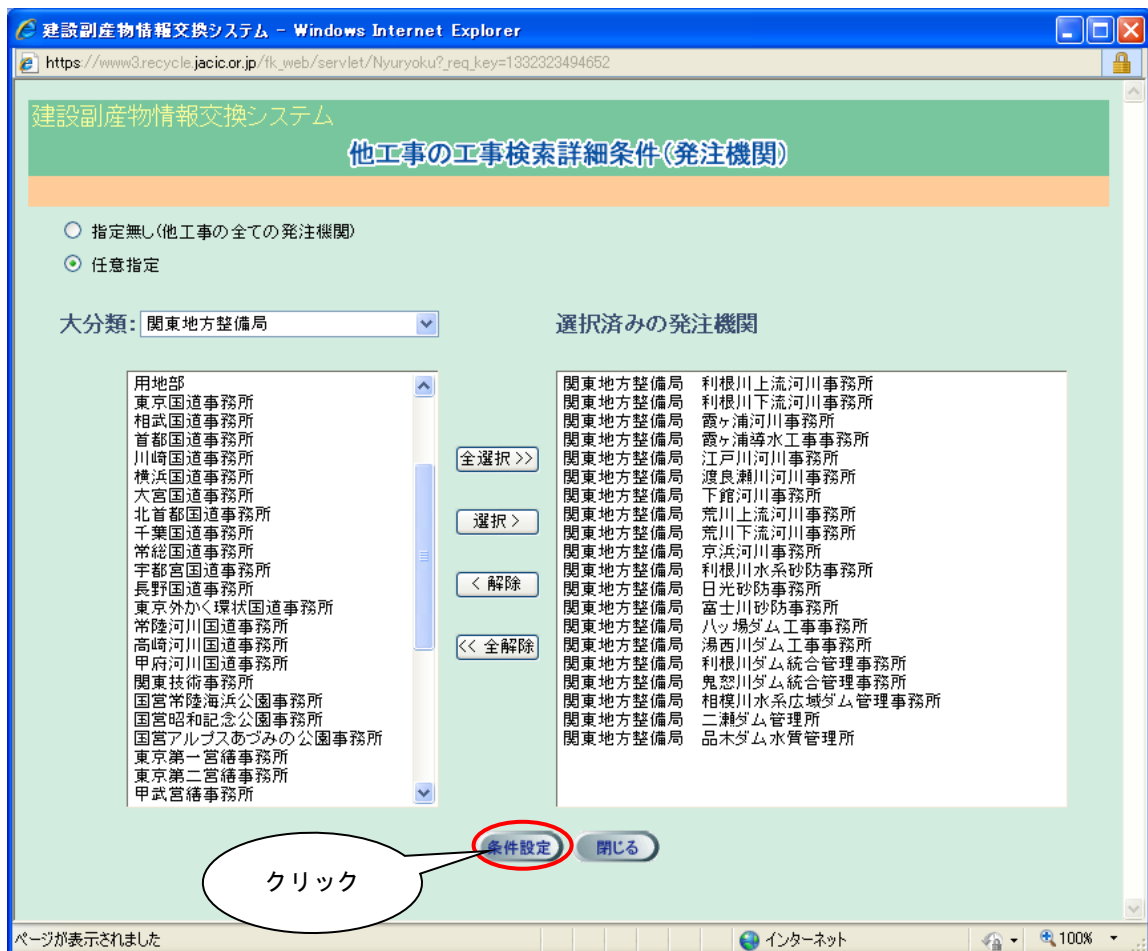 建設副産物情報交換システム - Windows Internet Explorer
https://www3.recycle.jacic.or.jp/fk_web/servlet/Nyuryoku?_req_key=1332323494652
建設副産物情報交換システム
他工事の工事検索詳細条件(発注機関)
指定無し(他工事の全ての発注機関)
任意指定
大分類: 関東地方整備局
用地部
東京国道事務所
相武国道事務所
首都国道事務所
川崎国道事務所
横浜国道事務所
大宮国道事務所
北首都国道事務所
千葉国道事務所
常総国道事務所
宇都宮国道事務所
長野国道事務所
東京外かく環状国道事務所
常陸河川国道事務所
高崎河川国道事務所
甲府河川国道事務所
関東技術事務所
国営常陸海浜公園事務所
国営昭和記念公園事務所
国営アルプスあづみの公園事務所
東京第一営繕事務所
東京第二営繕事務所
甲武営繕事務所
全選択 >>
選択 >
< 解除
<< 全解除
選択済みの発注機関
関東地方整備局 利根川上流河川事務所
関東地方整備局 利根川下流河川事務所
関東地方整備局 霞ヶ浦河川事務所
関東地方整備局 霞ヶ浦導水工事事務所
関東地方整備局 江戸川河川事務所
関東地方整備局 渡良瀬川河川事務所
関東地方整備局 下館河川事務所
関東地方整備局 荒川上流河川事務所
関東地方整備局 荒川下流河川事務所
関東地方整備局 京浜河川事務所
関東地方整備局 利根川水系砂防事務所
関東地方整備局 日光砂防事務所
関東地方整備局 富士川砂防事務所
関東地方整備局 八ッ場ダム工事事務所
関東地方整備局 湯西川ダム工事事務所
関東地方整備局 利根川ダム統合管理事務所
関東地方整備局 鬼怒川ダム統合管理事務所
関東地方整備局 相模川水系広域ダム管理事務所
関東地方整備局 二瀬ダム管理所
関東地方整備局 品木ダム水質管理所
条件設定
閉じる
クリック
ページが表示されました
インターネット
100%